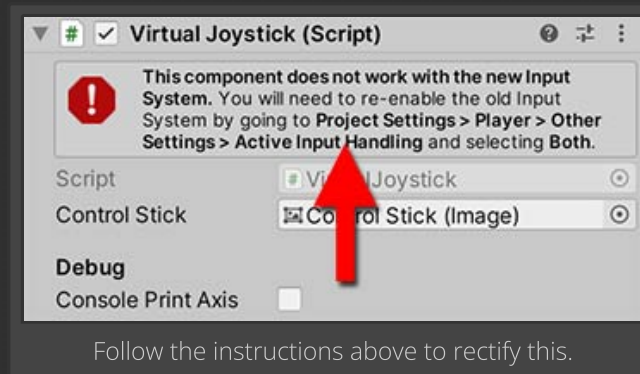 Virtual Joystick (Script)
This component does not work with the new Input
System. You will need to re-enable the old Input
System by going to Project Settings > Player > Other
Settings > Active Input Handling and selecting Both.
Script
Control Stick
Control Stick (Image)
Debug
Console Print Axis
Follow the instructions above to rectify this.